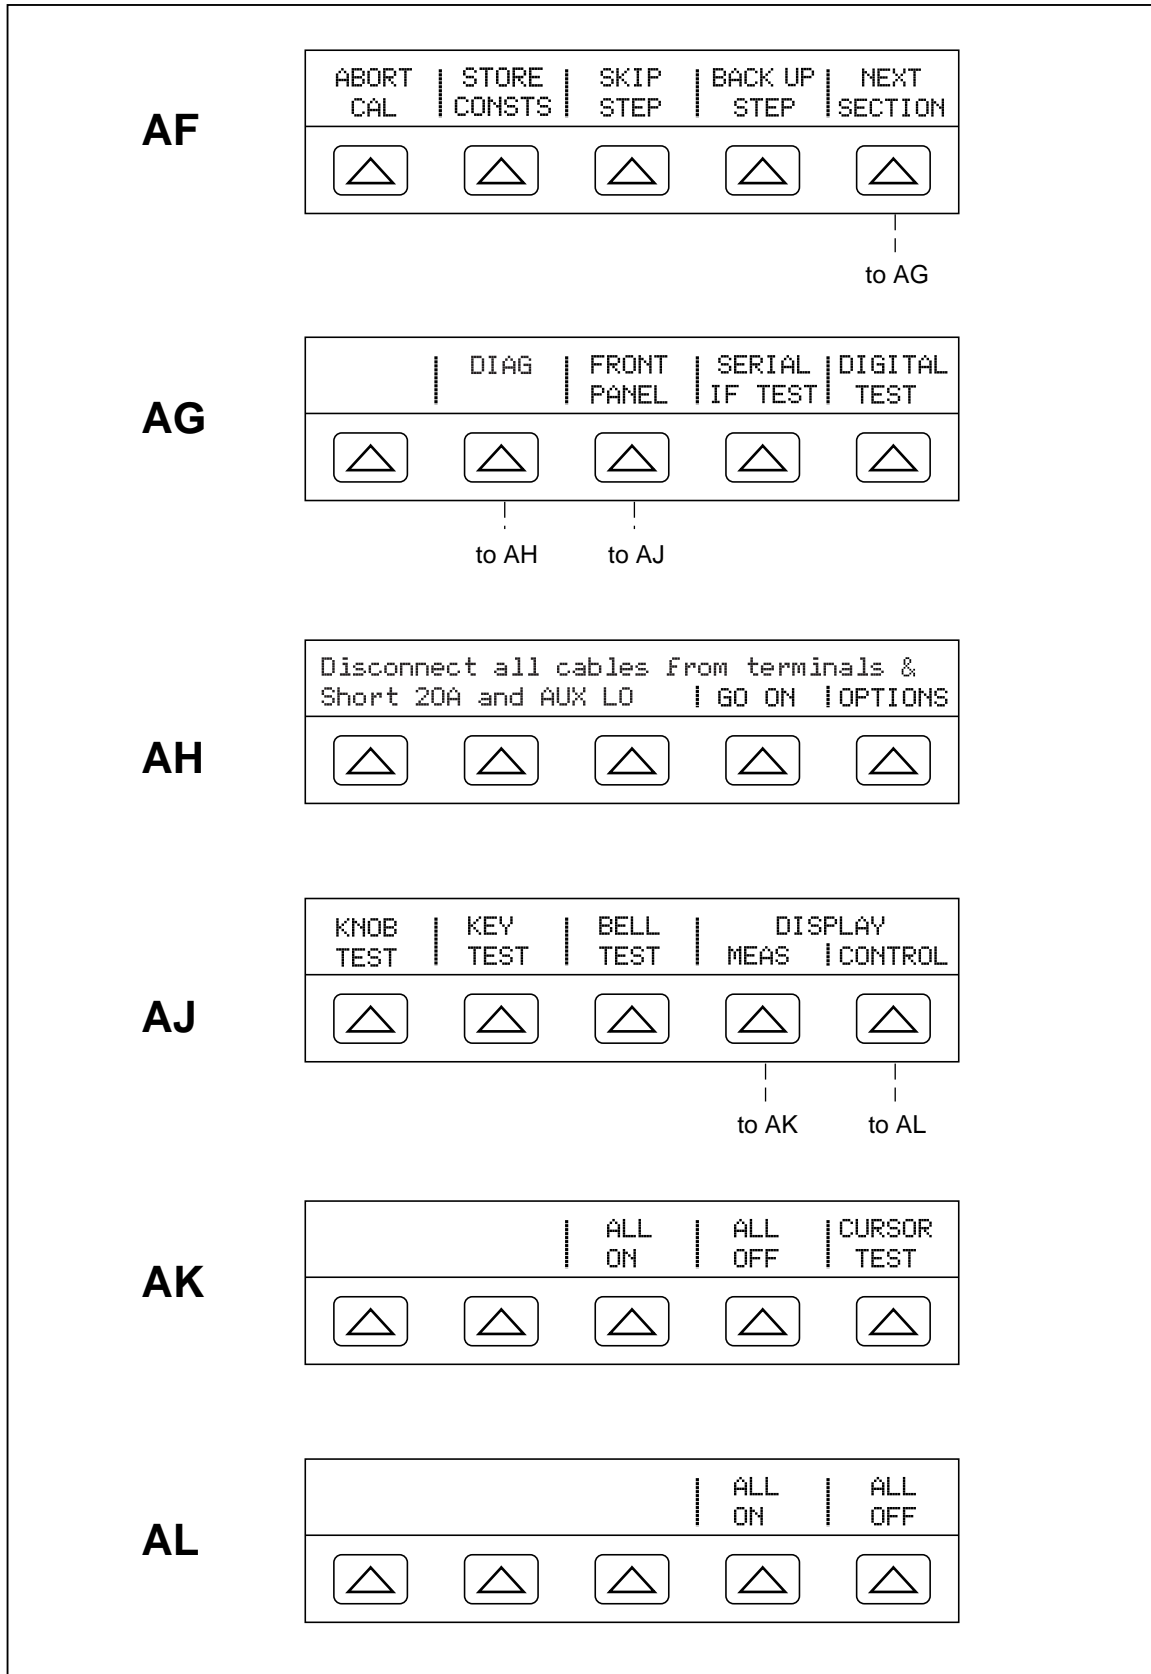 AF
ABORT CAL | STORE CONSTS | SKIP STEP | BACK UP STEP | NEXT SECTION
to AG
AG
DIAG | FRONT PANEL | SERIAL IF TEST | DIGITAL TEST
to AH to AJ
AH
Disconnect all cables from terminals &
Short 20A and AUX LO | GO ON | OPTIONS
AJ
KNOB TEST | KEY TEST | BELL TEST | DISPLAY MEAS | CONTROL
to AK to AL
AK
ALL ON | ALL OFF | CURSOR TEST
AL
ALL ON | ALL OFF